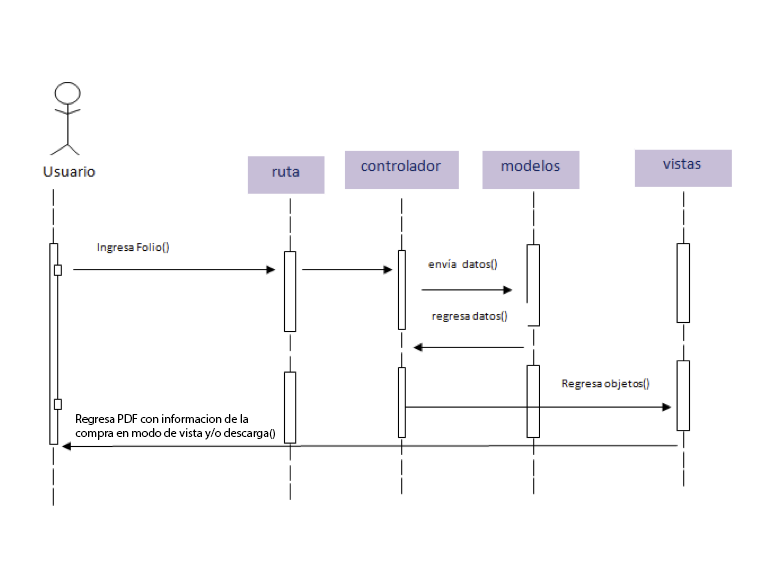 Usuario
ruta
controlador
modelos
vistas
Ingresa Folio()
envía datos()
regresa datos()
Regresa objetos()
Regresa PDF con informacion de la
compra en modo de vista y/o descarga()